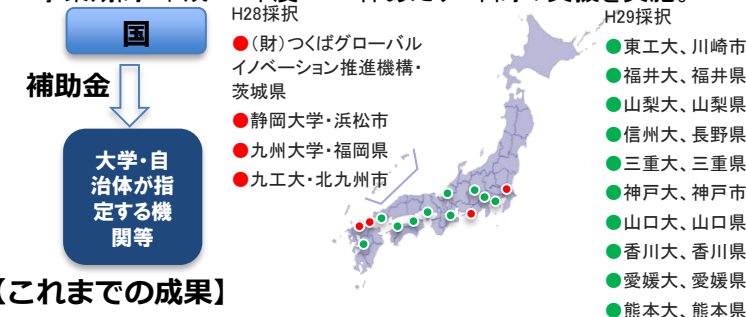 国
補助金
大学・自
治体が指
定する機
関等
H28採択
●(財)つくばグローバル
イノベーション推進機構・
茨城県
●静岡大学・浜松市
●九州大学・福岡県
●九工大・北九州市
H29採択
●東工大、川崎市
●福井大、福井県
●山梨大、山梨県
●信州大、長野県
●三重大、三重県
●神戸大、神戸市
●山口大、山口県
●香川大、香川県
●愛媛大、愛媛県
●熊本大、熊本県
【これまでの成果】